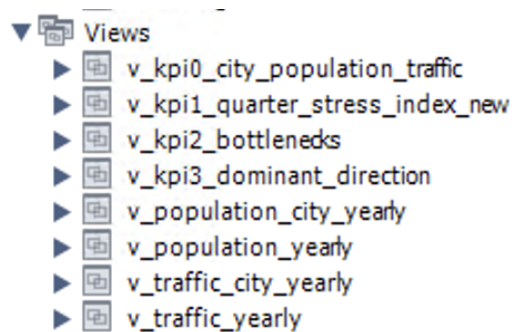 Views
v_kpi0_city_population_traffic
v_kpi1_quarter_stress_index_new
v_kpi2_bottlenecks
v_kpi3_dominant_direction
v_population_city_yearly
v_population_yearly
v_traffic_city_yearly
v_traffic_yearly